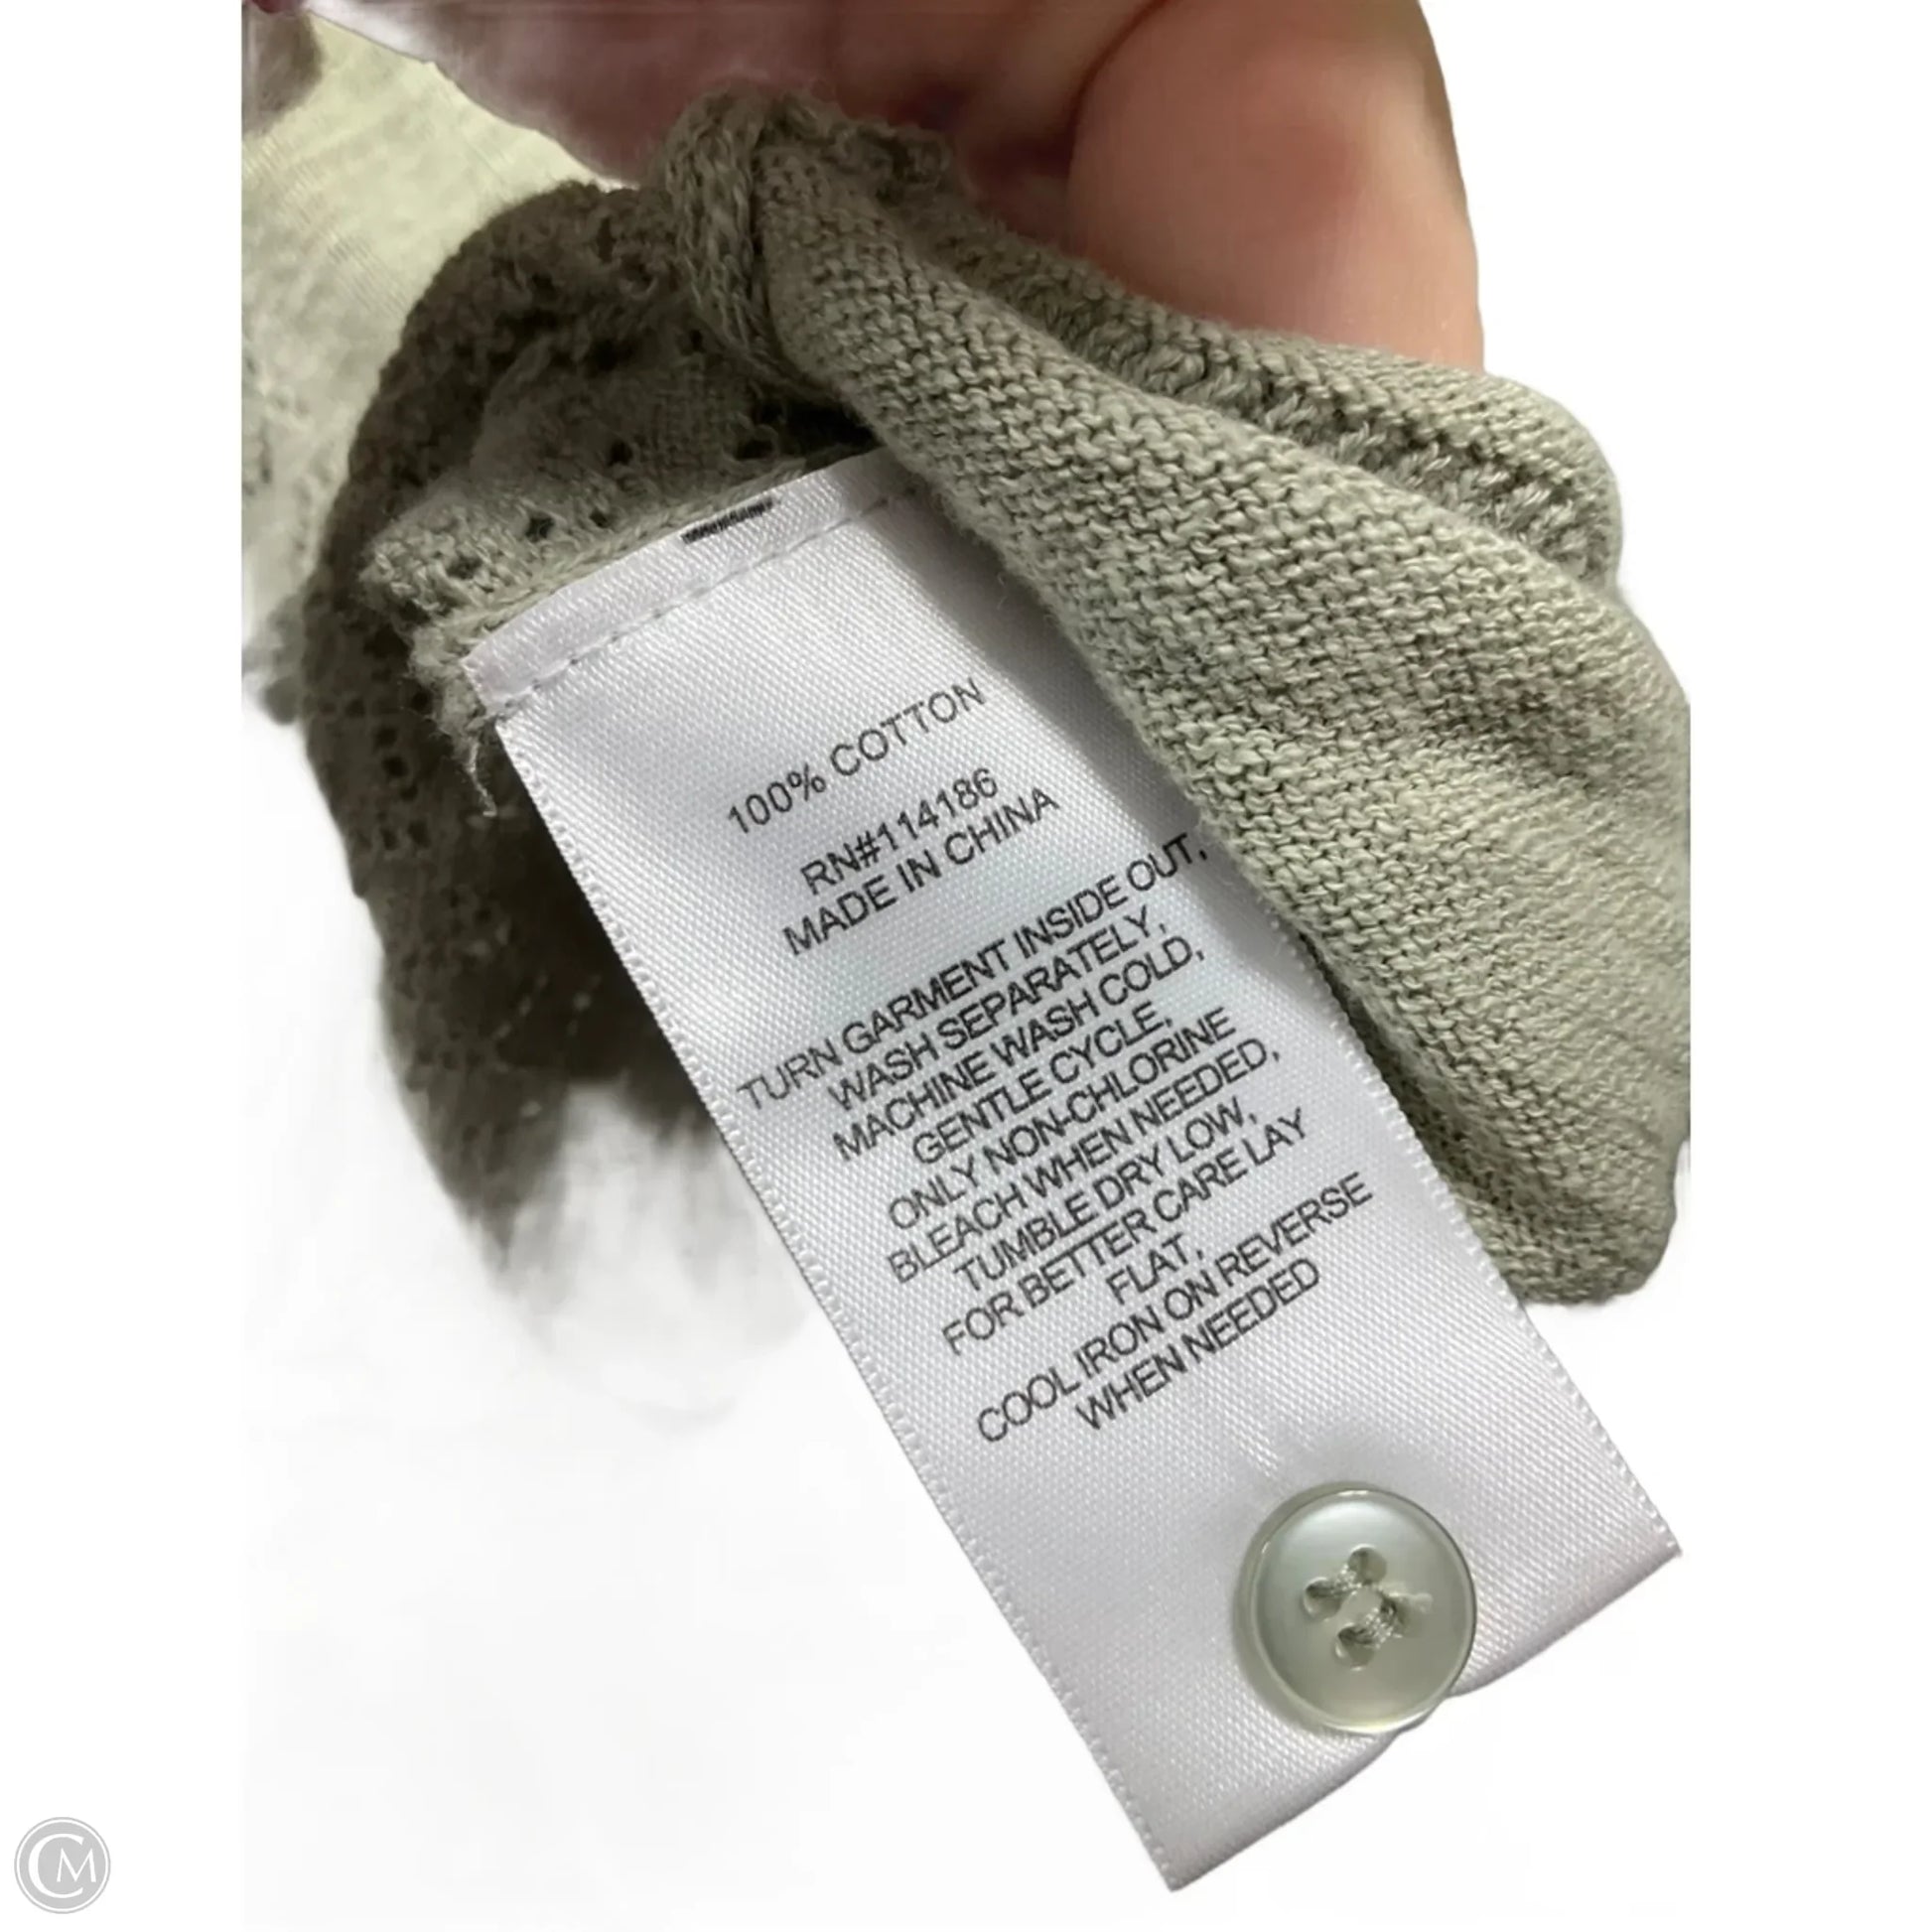 100% COTTON
RN#114186
MADE IN CHINA
TURN GARMENT INSIDE OUT,
WASH SEPARATELY,
MACHINE WASH COLD,
GENTLE CYCLE,
ONLY NON-CHLORINE
BLEACH WHEN NEEDED,
TUMBLE DRY LOW,
FOR BETTER CARE LAY
FLAT,
COOL IRON ON REVERSE
WHEN NEEDED
CM